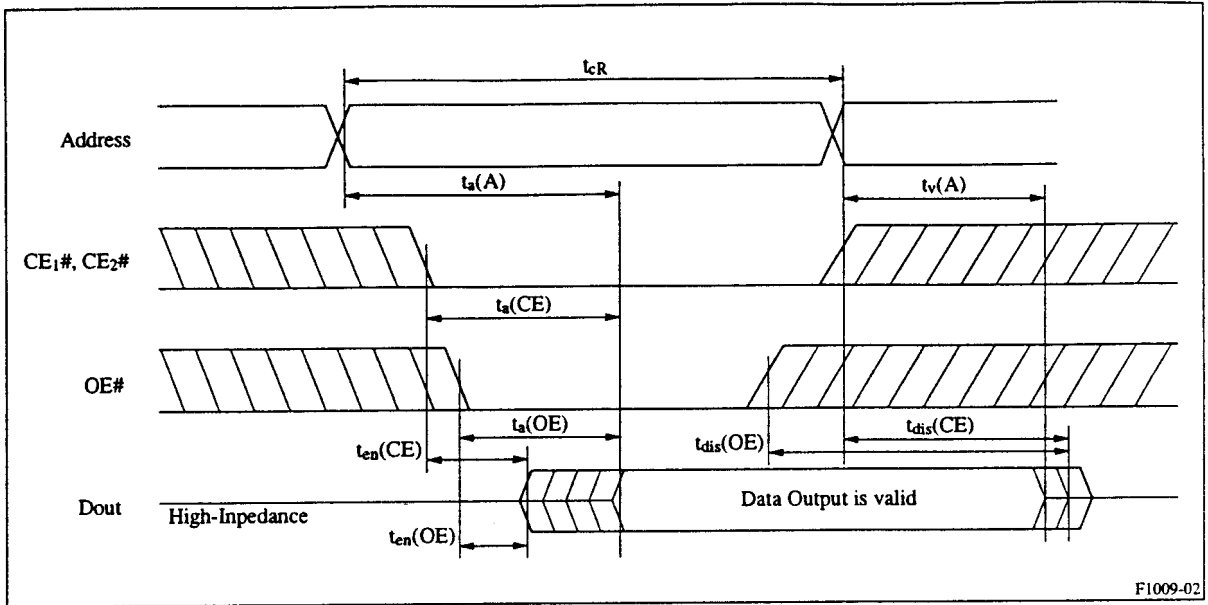 tcR
Address
ta(A)
tv(A)
CE1#, CE2#
ta(CE)
OE#
ta(OE)
tdis(CE)
ten(CE)
tdis(OE)
Dout
High-Inpedance
Data Output is valid
ten(OE)
F1009-02